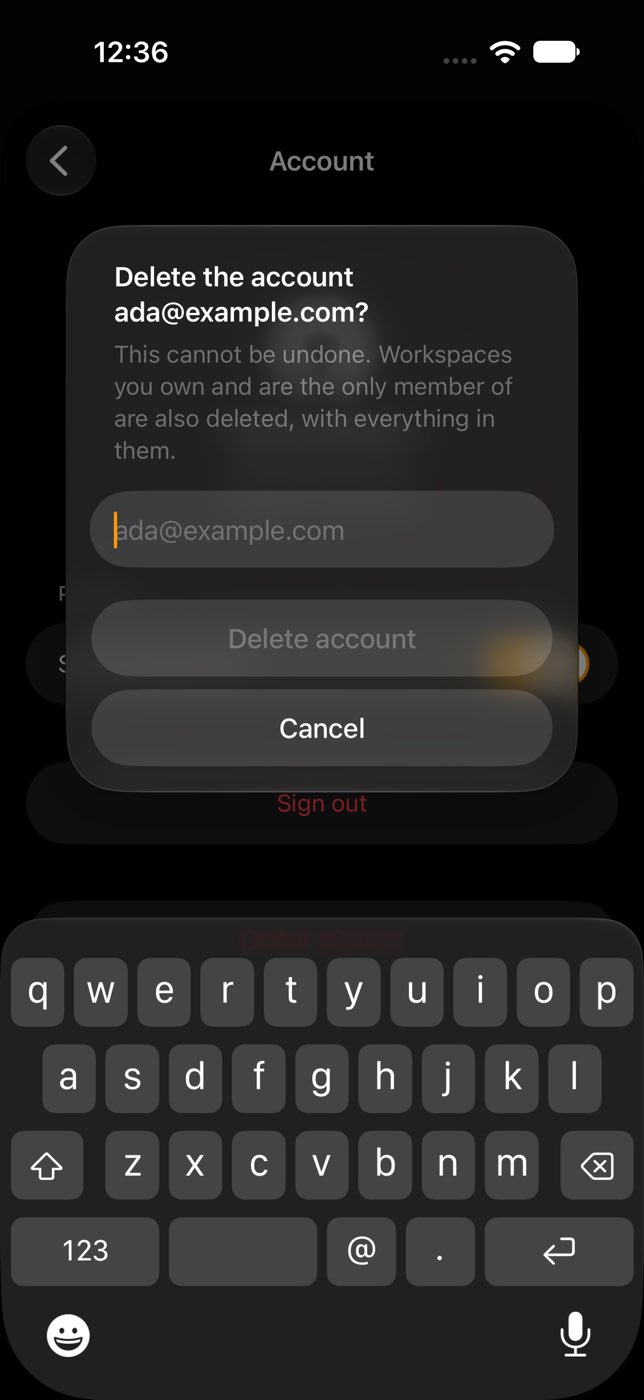 12:36
Account
Delete the account
ada@example.com?
This cannot be undone. Workspaces
you own and are the only member of
are also deleted, with everything in
them.
ada@example.com
Delete account
Cancel
Sign out
q w e r t y u i o p
a s d f g h j k l
z x c v b n m
123 @ .